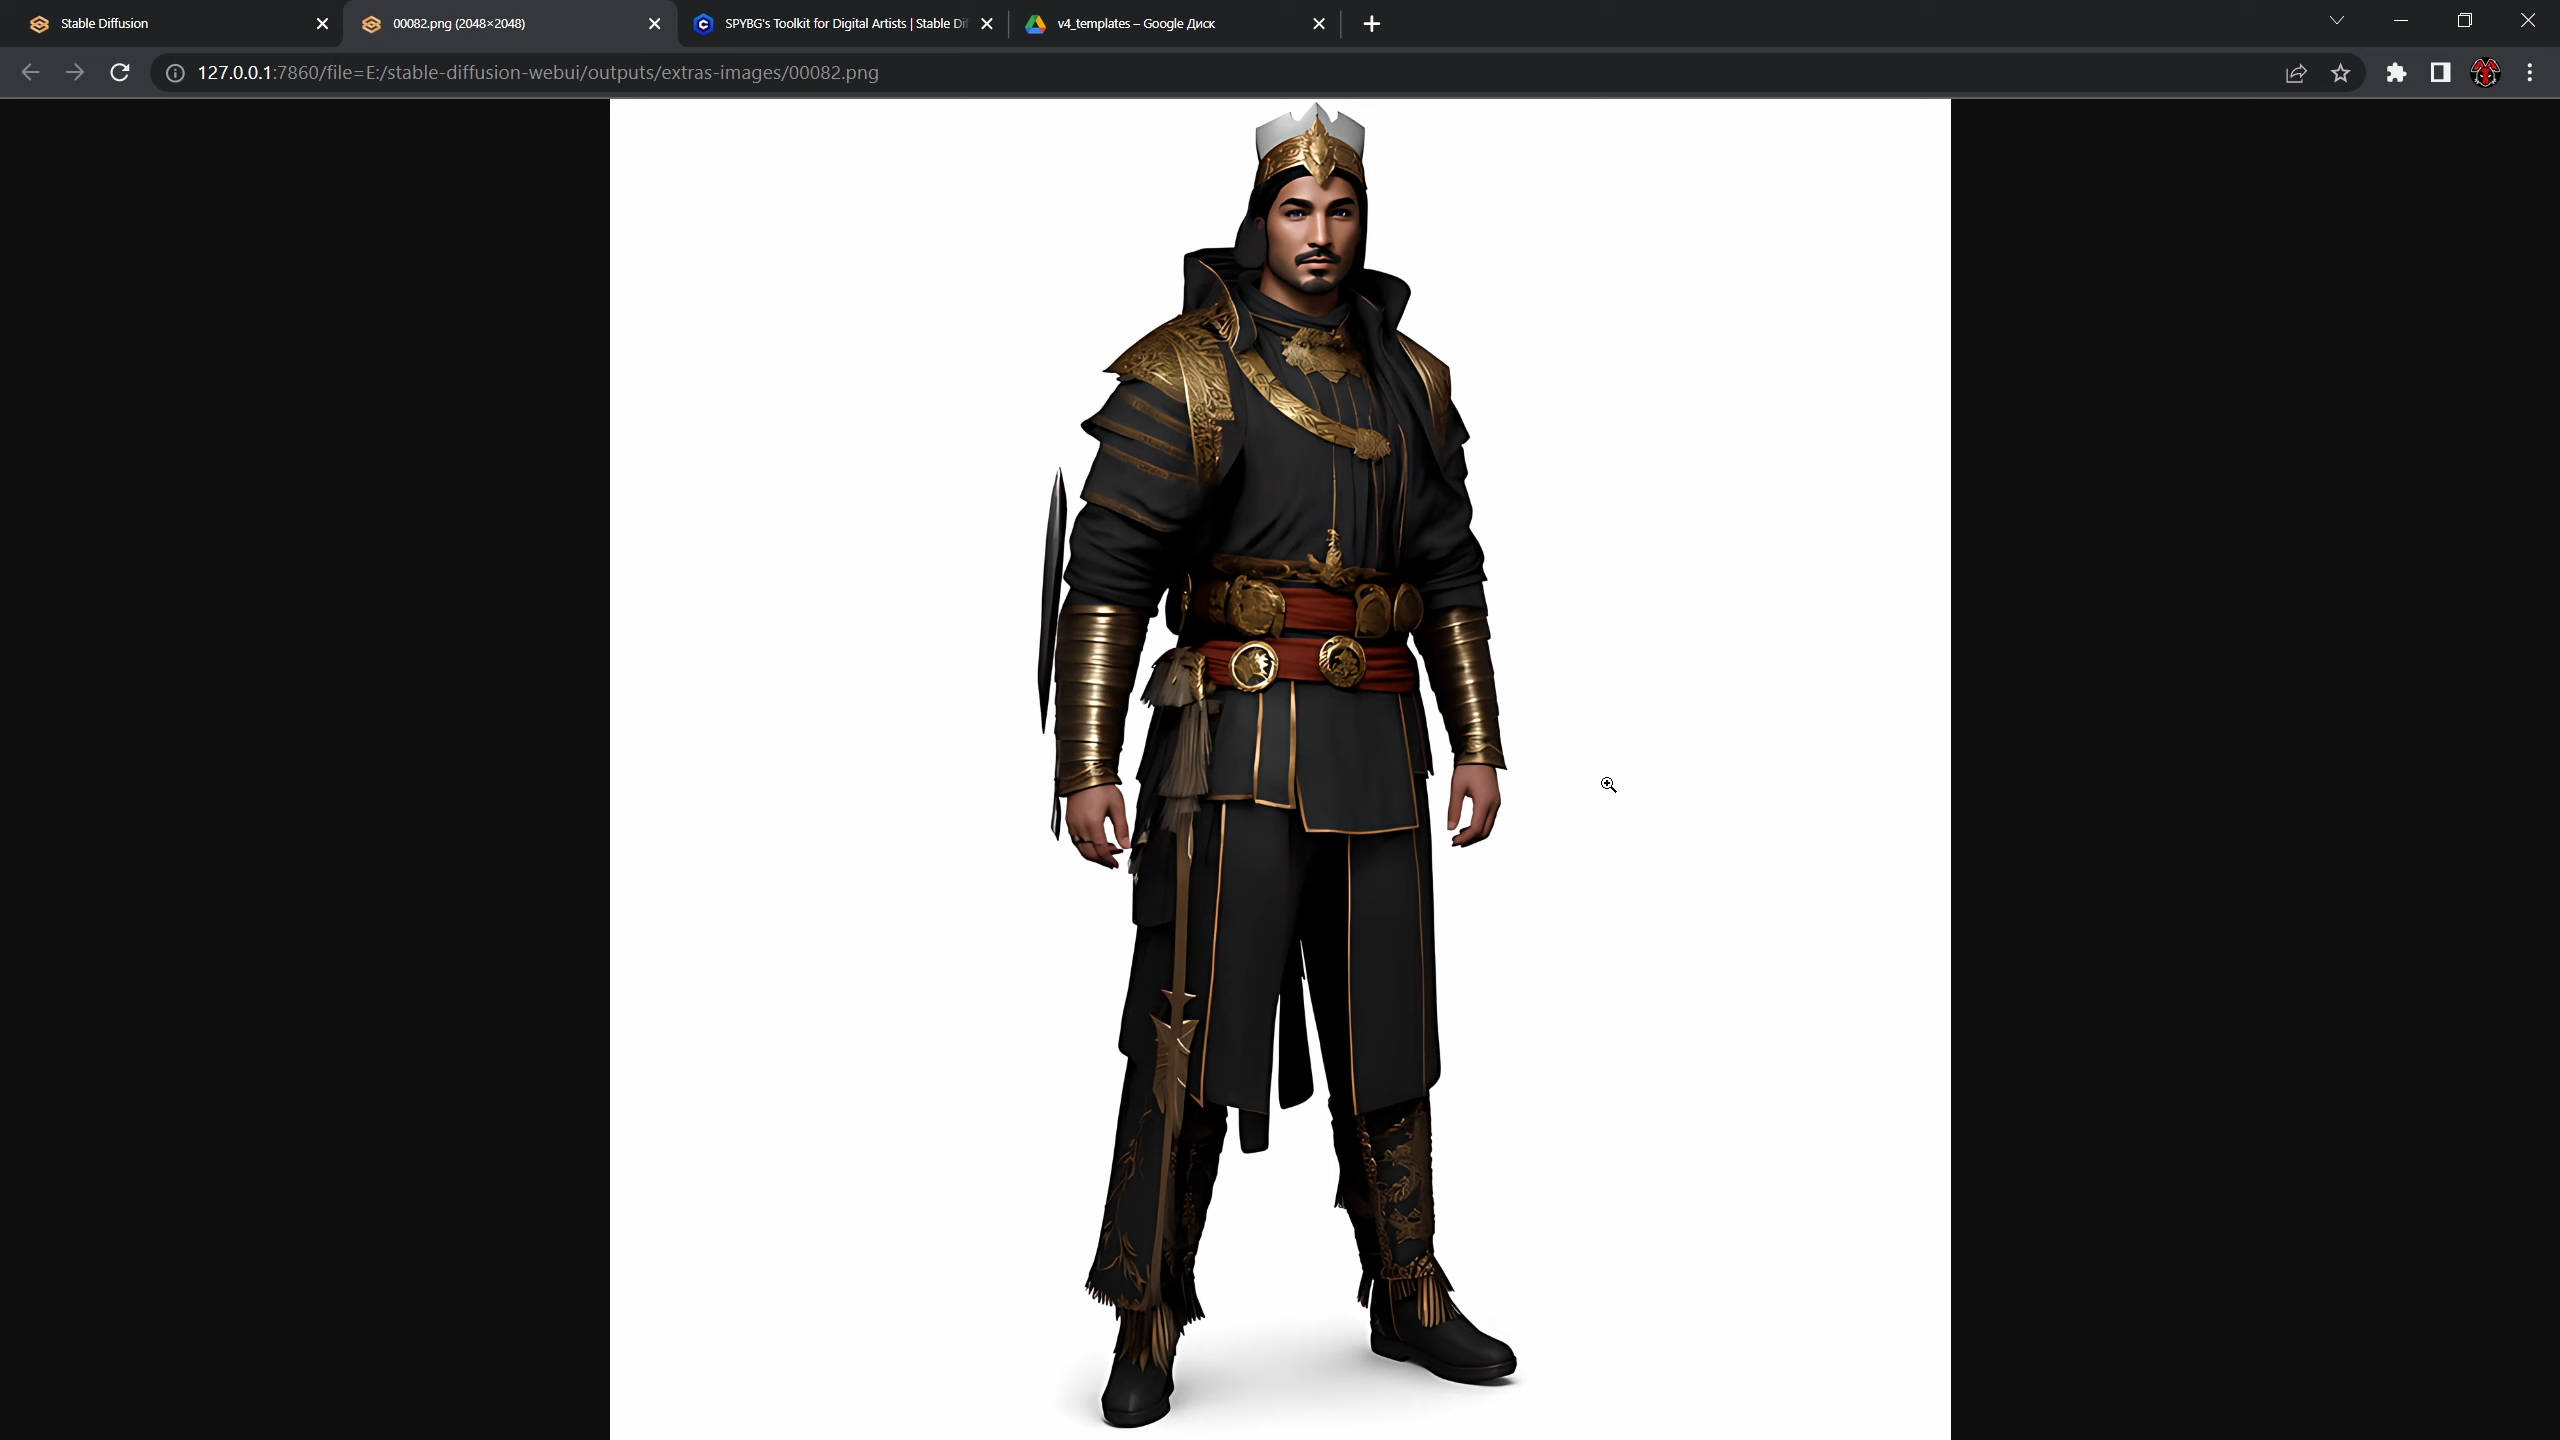 Stable Diffusion
00082.png (2048×2048)
SPYBG's Toolkit for Digital Artists | Stable Dif
v4_templates – Google Диск
127.0.0.1:7860/file=E:/stable-diffusion-webui/outputs/extras-images/00082.png